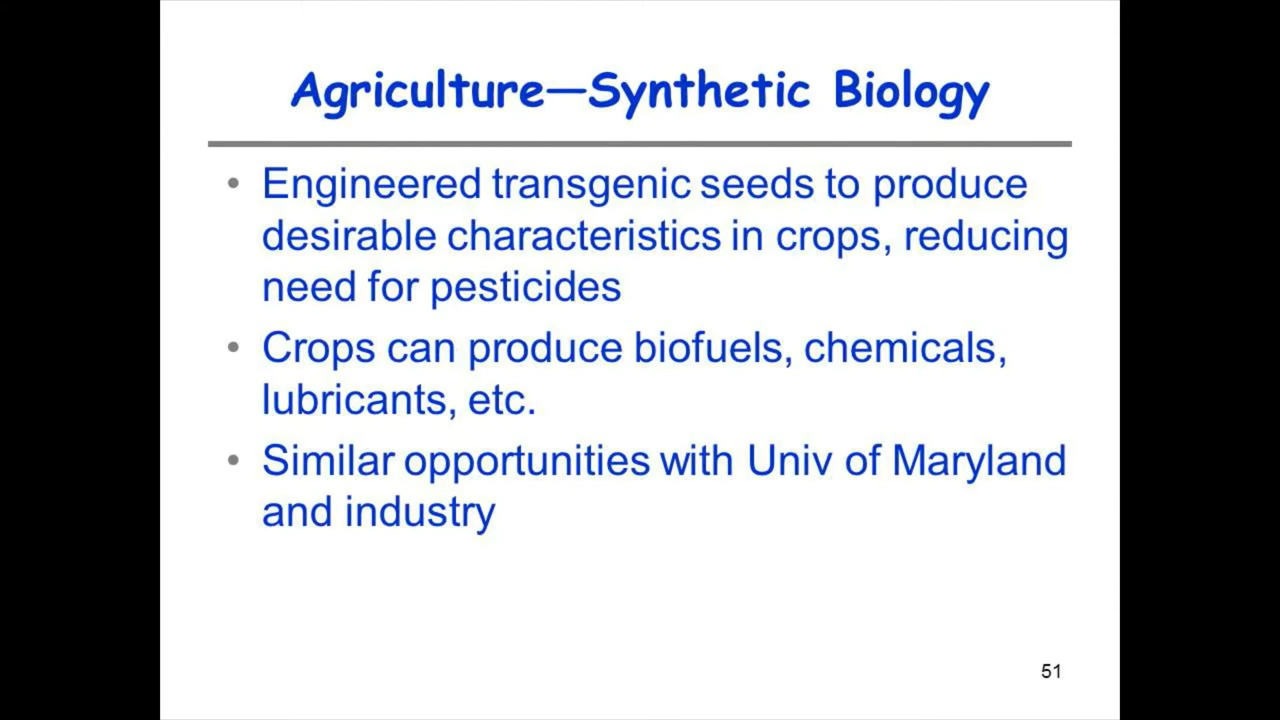 Agriculture—Synthetic Biology
• Engineered transgenic seeds to produce
desirable characteristics in crops, reducing
need for pesticides
• Crops can produce biofuels, chemicals,
lubricants, etc.
• Similar opportunities with Univ of Maryland
and industry
51